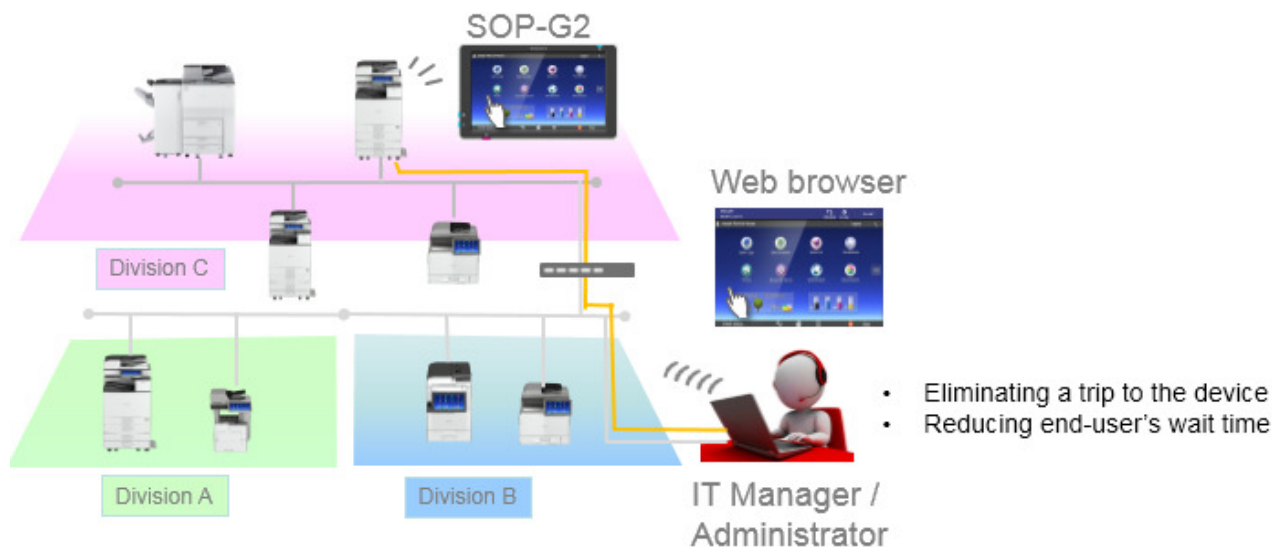 SOP-G2
Web browser
Division C
• Eliminating a trip to the device
• Reducing end-user's wait time
Division A
Division B
IT Manager /
Administrator